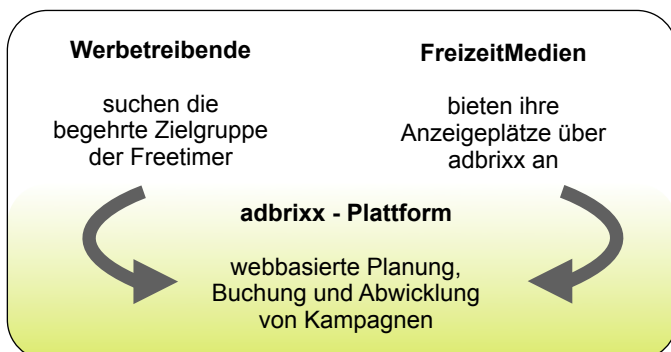 Werbetreibende
suchen die
begehrte Zielgruppe
der Freetimer
FreizeitMedien
bieten ihre
Anzeigeplätze über
adbrixx an
adbrixx - Plattform
webbasierte Planung,
Buchung und Abwicklung
von Kampagnen